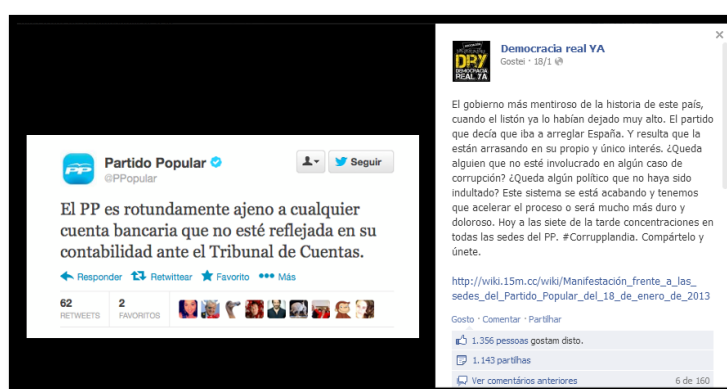 Partido Popular
@PPopular
Seguir
El PP es rotundamente ajeno a cualquier
cuenta bancaria que no esté reflejada en su
contabilidad ante el Tribunal de Cuentas.
Responder Retwittear Favorito Más
62 2
RETWEETS FAVORITOS
DRY
DEMOCRACIA
REAL YA
Democracia real YA
Gostei · 18/1
El gobierno más mentiroso de la historia de este país,
cuando el listón ya lo habían dejado muy alto. El partido
que decía que iba a arreglar España. Y resulta que la
están arrasando en su propio y único interés. ¿Queda
alguien que no esté involucrado en algún caso de
corrupción? ¿Queda algún político que no haya sido
indultado? Este sistema se está acabando y tenemos
que acelerar el proceso o será mucho más duro y
doloroso. Hoy a las siete de la tarde concentraciones en
todas las sedes del PP. #Corrupplandia. Compártelo y
únete.
http://wiki.15m.cc/wiki/Manifestación_frente_a_las_
sedes_del_Partido_Popular_del_18_de_enero_de_2013
Gosto · Comentar · Partilhar
1.356 pessoas gostam disto.
1.143 partilhas
Ver comentários anteriores 6 de 160